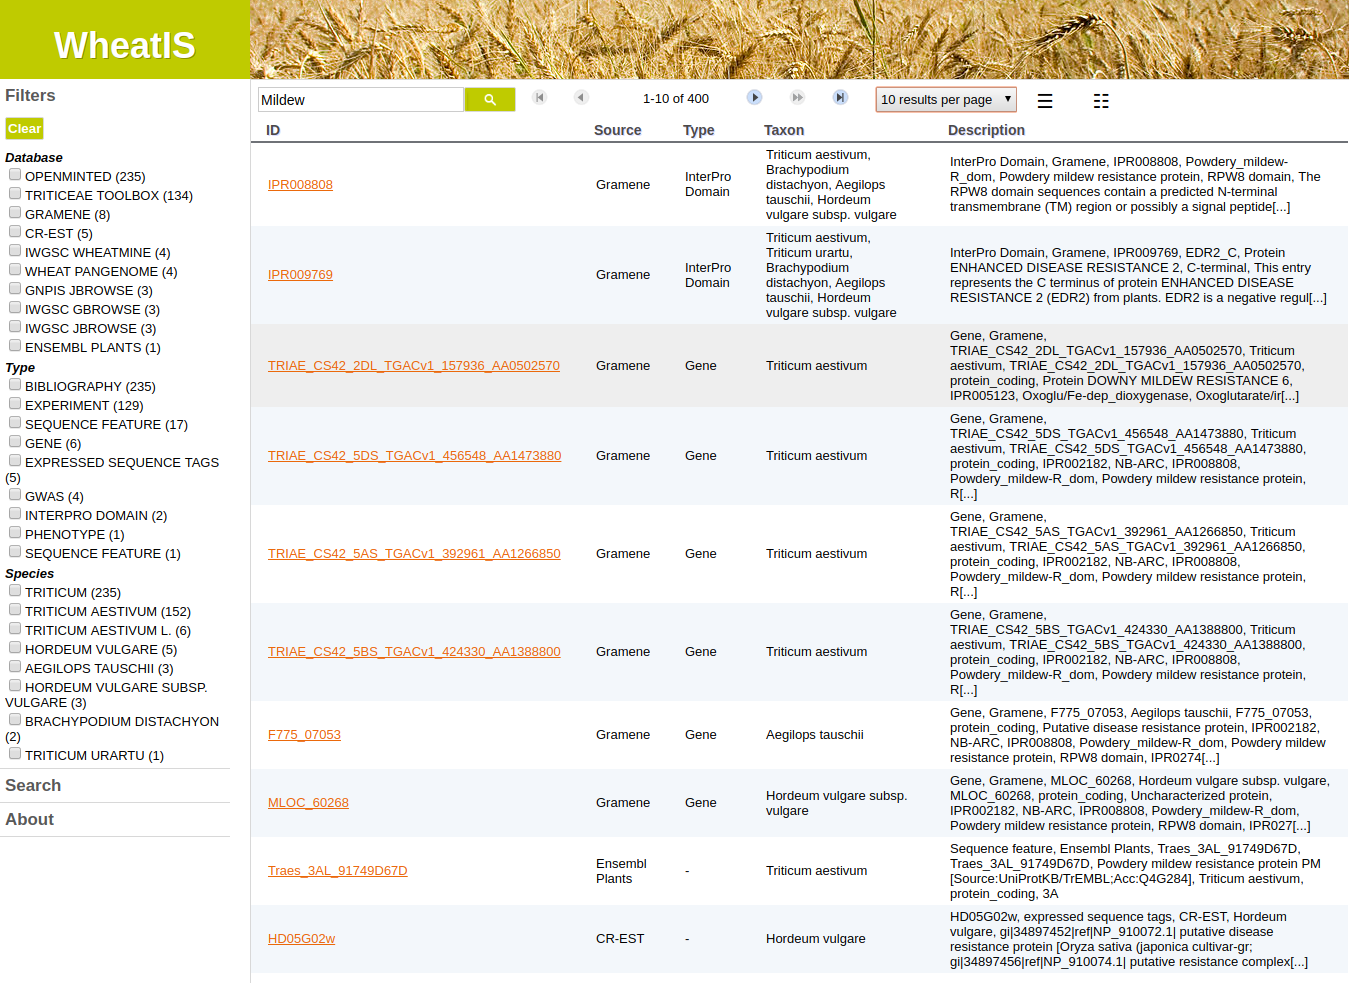 WheatIS
Filters
Clear
Database
OPENMINTED (235)
TRITICEAE TOOLBOX (134)
GRAMENE (8)
CR-EST (5)
IWGSC WHEATMINE (4)
WHEAT PANGENOME (4)
GNPIS JBROWSE (3)
IWGSC GBROWSE (3)
IWGSC JBROWSE (3)
ENSEMBL PLANTS (1)
Type
BIBLIOGRAPHY (235)
EXPERIMENT (129)
SEQUENCE FEATURE (17)
GENE (6)
EXPRESSED SEQUENCE TAGS
(5)
GWAS (4)
INTERPRO DOMAIN (2)
PHENOTYPE (1)
SEQUENCE FEATURE (1)
Species
TRITICUM (235)
TRITICUM AESTIVUM (152)
TRITICUM AESTIVUM L. (6)
HORDEUM VULGARE (5)
AEGILOPS TAUSCHII (3)
HORDEUM VULGARE SUBSP.
VULGARE (3)
BRACHYPODIUM DISTACHYON
(2)
TRITICUM URARTU (1)
Search
About
Mildew
1-10 of 400
10 results per page
ID Source Type Taxon Description
IPR008808
Gramene
InterPro
Domain
Triticum aestivum,
Brachypodium
distachyon, Aegilops
tauschii, Hordeum
vulgare subsp. vulgare
InterPro Domain, Gramene, IPR008808, Powdery_mildew-
R_dom, Powdery mildew resistance protein, RPW8 domain, The
RPW8 domain sequences contain a predicted N-terminal
transmembrane (TM) region or possibly a signal peptide[...]
IPR009769
Gramene
InterPro
Domain
Triticum aestivum,
Triticum urartu,
Brachypodium
distachyon, Aegilops
tauschii, Hordeum
vulgare subsp. vulgare
InterPro Domain, Gramene, IPR009769, EDR2_C, Protein
ENHANCED DISEASE RESISTANCE 2, C-terminal, This entry
represents the C terminus of protein ENHANCED DISEASE
RESISTANCE 2 (EDR2) from plants. EDR2 is a negative regul[...]
TRIAE_CS42_2DL_TGACv1_157936_AA0502570
Gramene
Gene
Triticum aestivum
Gene, Gramene,
TRIAE_CS42_2DL_TGACv1_157936_AA0502570, Triticum
aestivum, TRIAE_CS42_2DL_TGACv1_157936_AA0502570,
protein_coding, Protein DOWNY MILDEW RESISTANCE 6,
IPR005123, Oxoglu/Fe-dep_dioxygenase, Oxoglutarate/ir[...]
TRIAE_CS42_5DS_TGACv1_456548_AA1473880
Gramene
Gene
Triticum aestivum
Gene, Gramene,
TRIAE_CS42_5DS_TGACv1_456548_AA1473880, Triticum
aestivum, TRIAE_CS42_5DS_TGACv1_456548_AA1473880,
protein_coding, IPR002182, NB-ARC, IPR008808,
Powdery_mildew-R_dom, Powdery mildew resistance protein,
R[...]
TRIAE_CS42_5AS_TGACv1_392961_AA1266850
Gramene
Gene
Triticum aestivum
Gene, Gramene,
TRIAE_CS42_5AS_TGACv1_392961_AA1266850, Triticum
aestivum, TRIAE_CS42_5AS_TGACv1_392961_AA1266850,
protein_coding, IPR002182, NB-ARC, IPR008808,
Powdery_mildew-R_dom, Powdery mildew resistance protein,
R[...]
TRIAE_CS42_5BS_TGACv1_424330_AA1388800
Gramene
Gene
Triticum aestivum
Gene, Gramene,
TRIAE_CS42_5BS_TGACv1_424330_AA1388800, Triticum
aestivum, TRIAE_CS42_5BS_TGACv1_424330_AA1388800,
protein_coding, IPR002182, NB-ARC, IPR008808,
Powdery_mildew-R_dom, Powdery mildew resistance protein,
R[...]
F775_07053
Gramene
Gene
Aegilops tauschii
Gene, Gramene, F775_07053, Aegilops tauschii, F775_07053,
protein_coding, Putative disease resistance protein, IPR002182,
NB-ARC, IPR008808, Powdery_mildew-R_dom, Powdery mildew
resistance protein, RPW8 domain, IPR0274[...]
MLOC_60268
Gramene
Gene
Hordeum vulgare subsp.
vulgare
Gene, Gramene, MLOC_60268, Hordeum vulgare subsp. vulgare,
MLOC_60268, protein_coding, Uncharacterized protein,
IPR002182, NB-ARC, IPR008808, Powdery_mildew-R_dom,
Powdery mildew resistance protein, RPW8 domain, IPR027[...]
Traes_3AL_91749D67D
Ensembl
Plants
-
Triticum aestivum
Sequence feature, Ensembl Plants, Traes_3AL_91749D67D,
Traes_3AL_91749D67D, Powdery mildew resistance protein PM
[Source:UniProtKB/TrEMBL;Acc:Q4G284], Triticum aestivum,
protein_coding, 3A
HD05G02w
CR-EST
-
Hordeum vulgare
HD05G02w, expressed sequence tags, CR-EST, Hordeum
vulgare, gi|34897452|ref|NP_910072.1| putative disease
resistance protein [Oryza sativa (japonica cultivar-gr;
gi|34897456|ref|NP_910074.1| putative resistance complex[...]